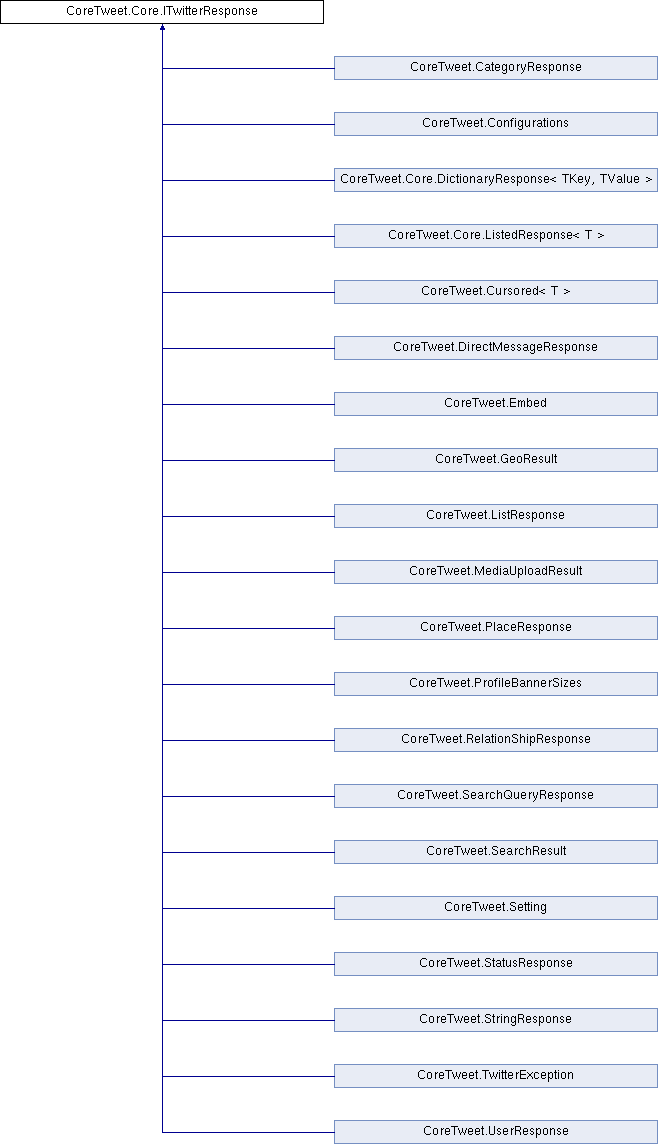 CoreTweet.Core.ITwitterResponse
CoreTweet.CategoryResponse
CoreTweet.Configurations
CoreTweet.Core.DictionaryResponse< TKey, TValue >
CoreTweet.Core.ListedResponse< T >
CoreTweet.Cursored< T >
CoreTweet.DirectMessageResponse
CoreTweet.Embed
CoreTweet.GeoResult
CoreTweet.ListResponse
CoreTweet.MediaUploadResult
CoreTweet.PlaceResponse
CoreTweet.ProfileBannerSizes
CoreTweet.RelationShipResponse
CoreTweet.SearchQueryResponse
CoreTweet.SearchResult
CoreTweet.Setting
CoreTweet.StatusResponse
CoreTweet.StringResponse
CoreTweet.TwitterException
CoreTweet.UserResponse